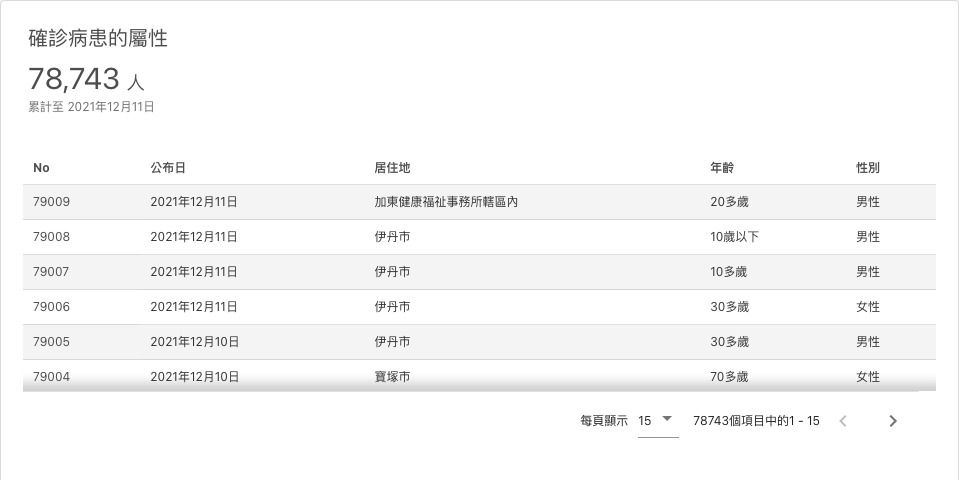 確診病患的屬性
78,743 人
累計至 2021年12月11日
No 公布日 居住地 年齡 性別
79009 2021年12月11日 加東健康福祉事務所轄區內 20多歲 男性
79008 2021年12月11日 伊丹市 10歲以下 男性
79007 2021年12月11日 伊丹市 10多歲 男性
79006 2021年12月11日 伊丹市 30多歲 女性
79005 2021年12月10日 伊丹市 30多歲 男性
79004 2021年12月10日 寶塚市 70多歲 女性
每頁顯示 15 78743個項目中的1 - 15